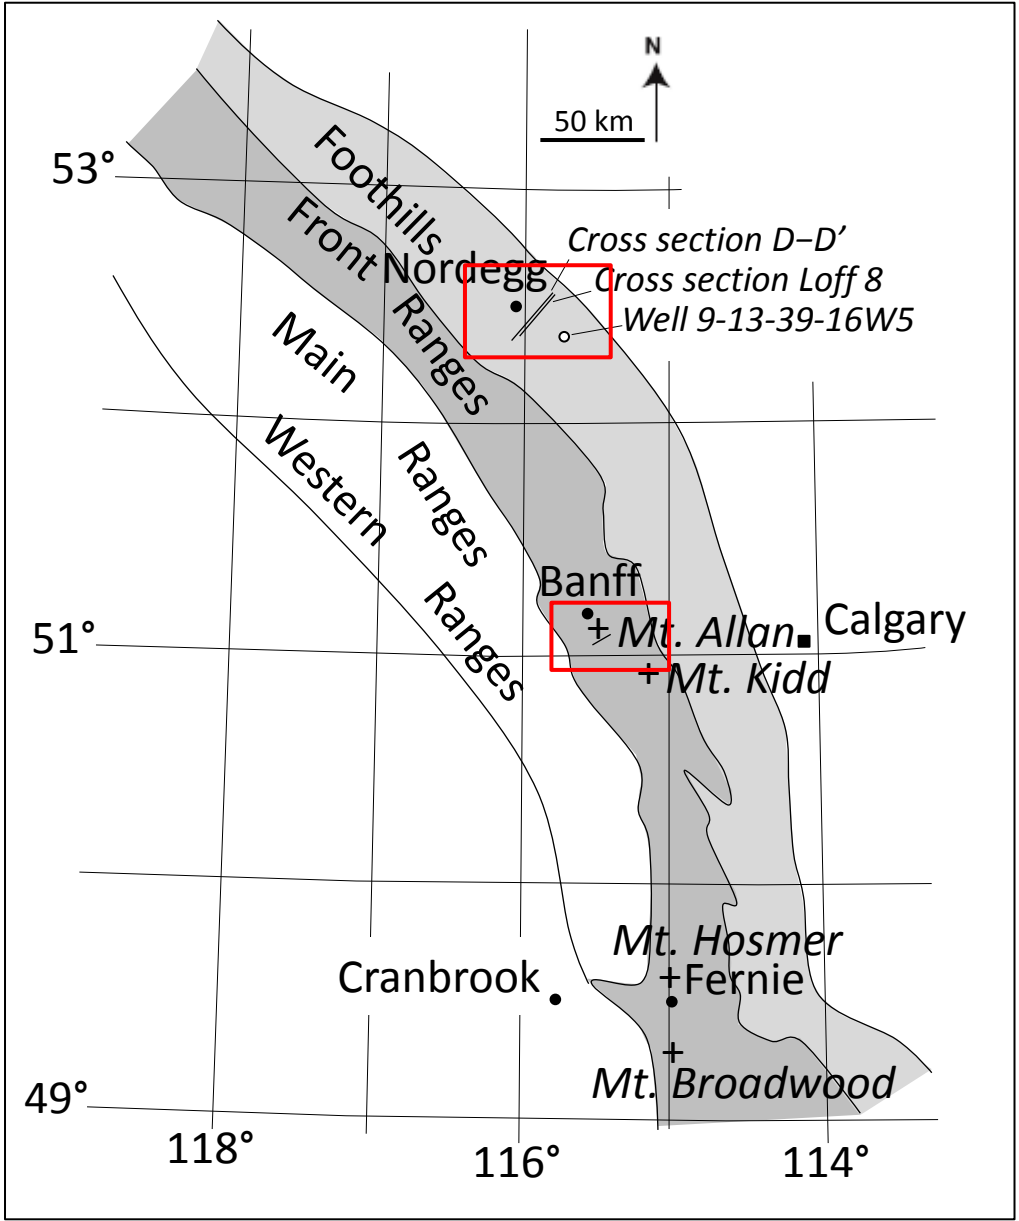 N
50 km
53°
Foothills
Front
Ranges
Nordegg
Cross section D–D’
Cross section Loff 8
Well 9-13-39-16W5
Main
Ranges
Western
Ranges
Banff
Mt. Allan
Calgary
51°
Mt. Kidd
Mt. Hosmer
Cranbrook
Fernie
Mt. Broadwood
49°
118°
116°
114°